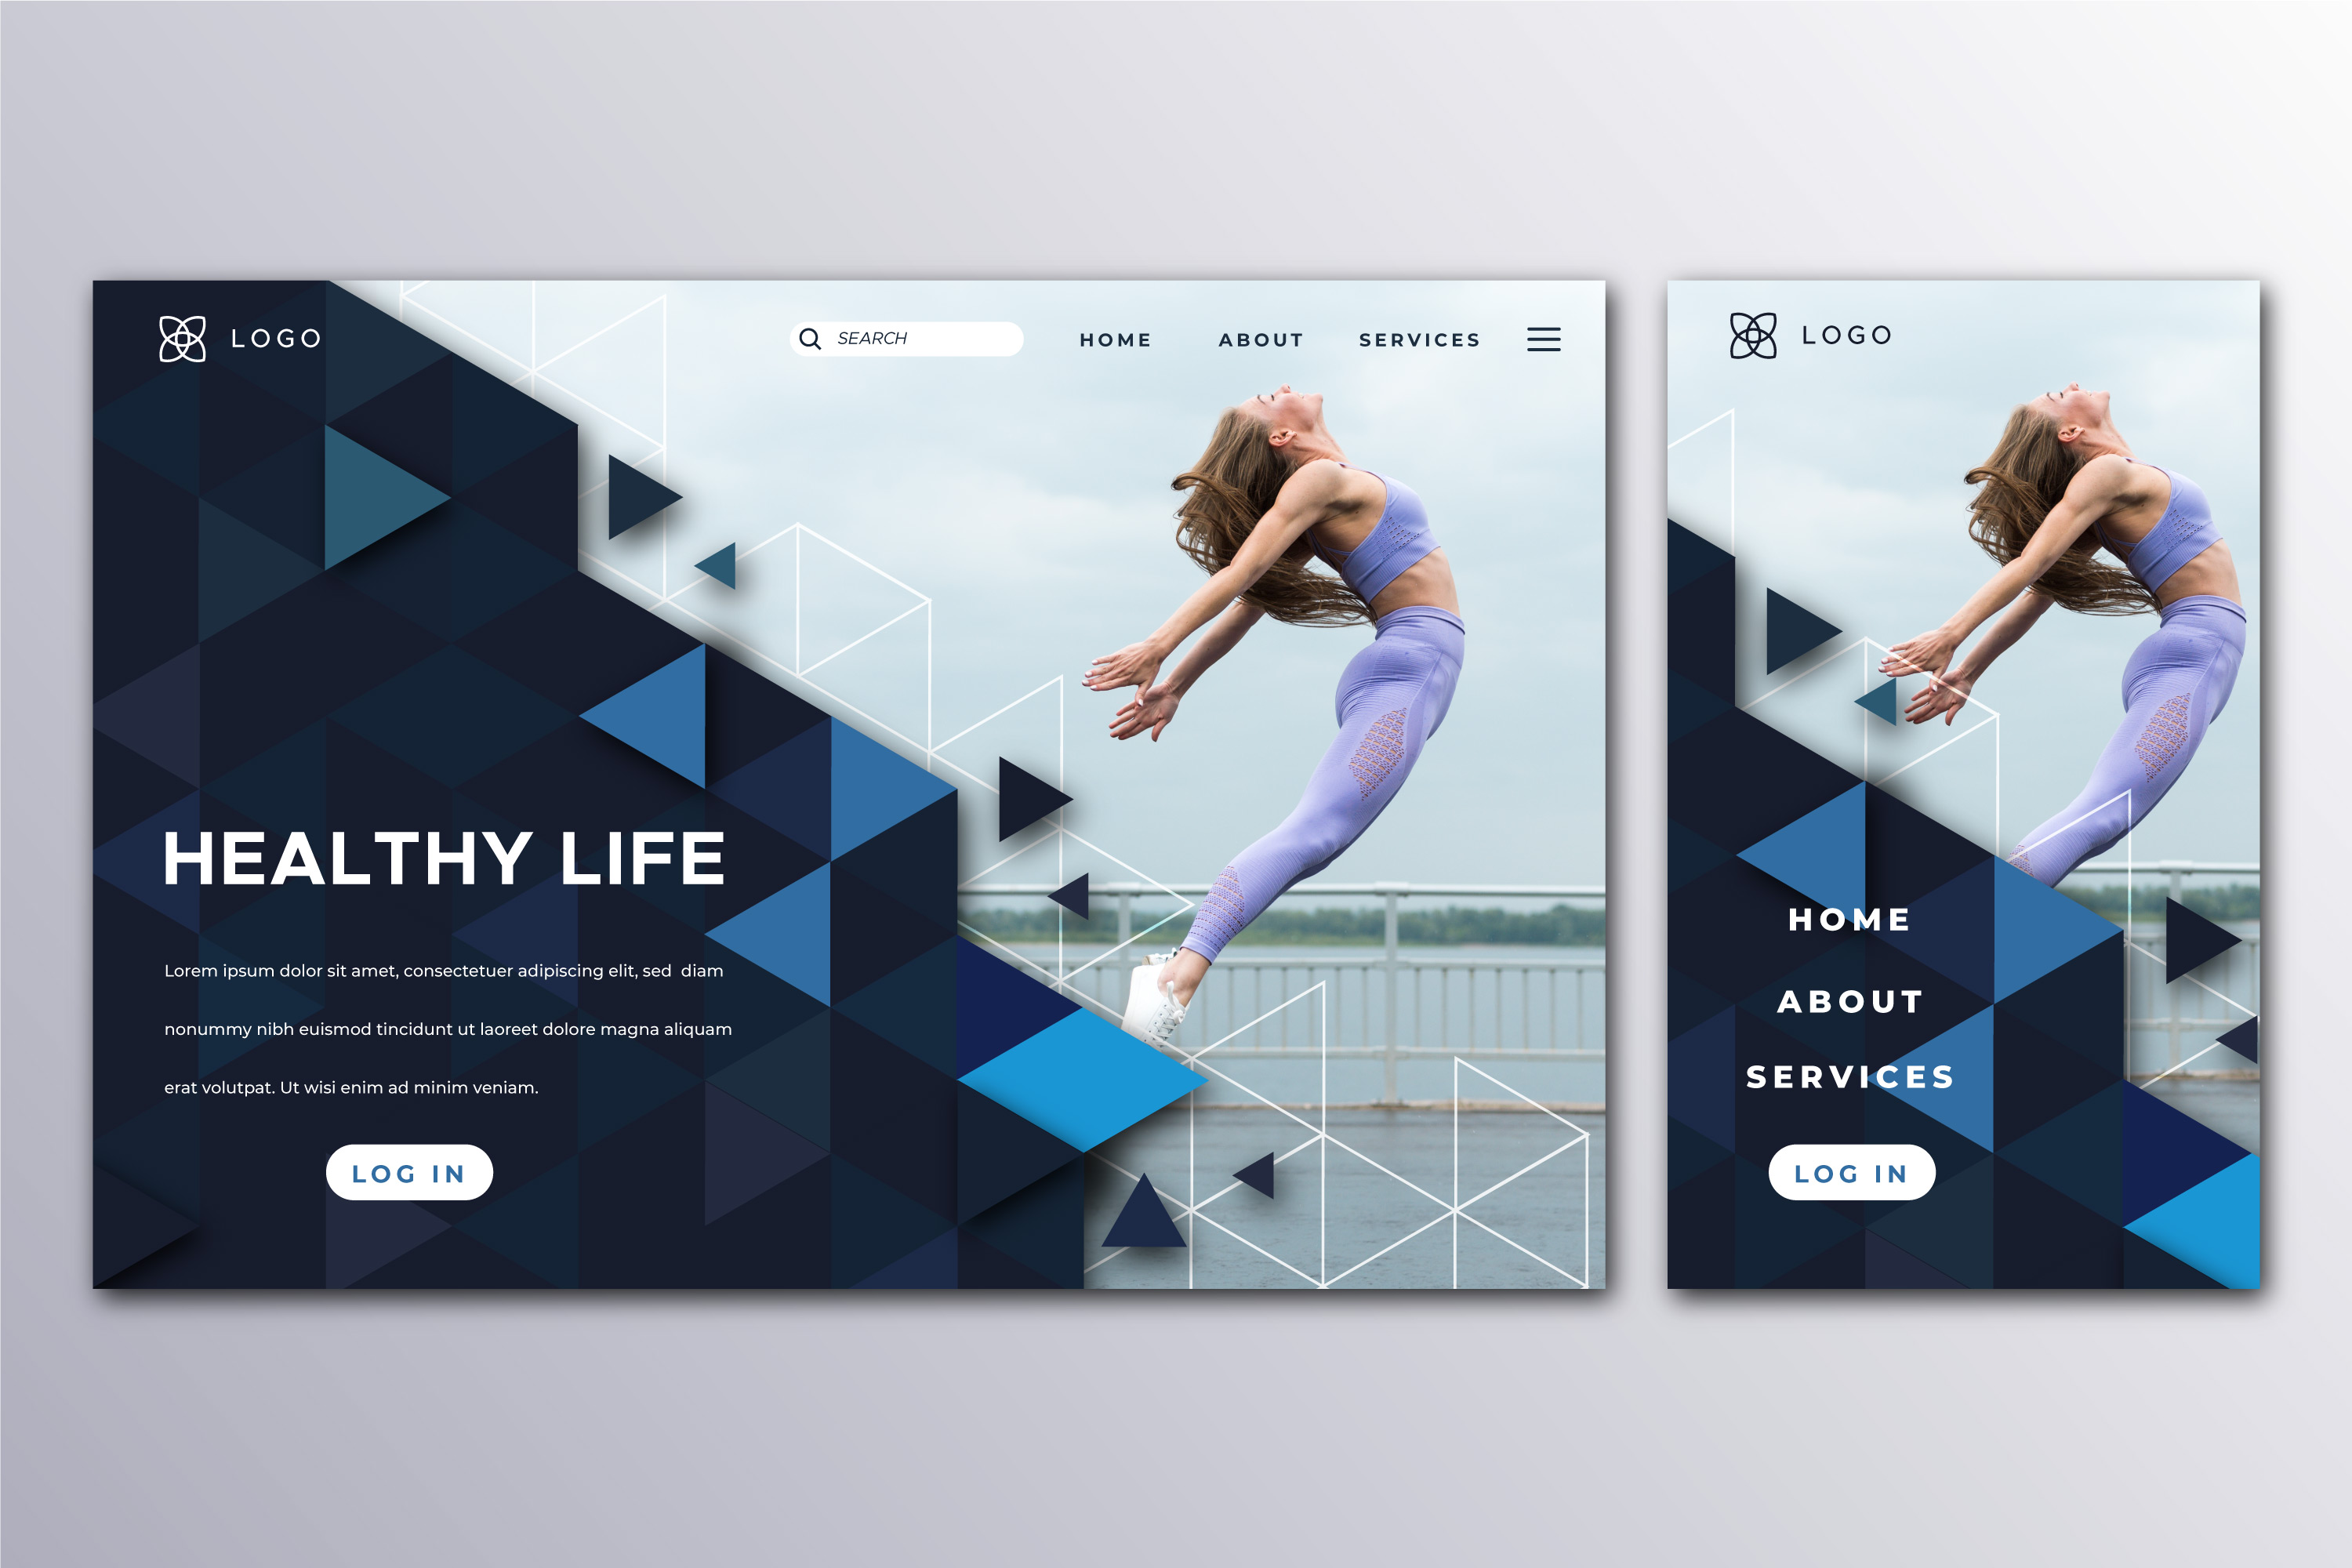 LOGO
SEARCH
HOME
ABOUT
SERVICES
HEALTHY LIFE
Lorem ipsum dolor sit amet, consectetuer adipiscing elit, sed diam
nonummy nibh euismod tincidunt ut laoreet dolore magna aliquam
erat volutpat. Ut wisi enim ad minim veniam.
LOG IN
LOGO
HOME
ABOUT
SERVICES
LOG IN